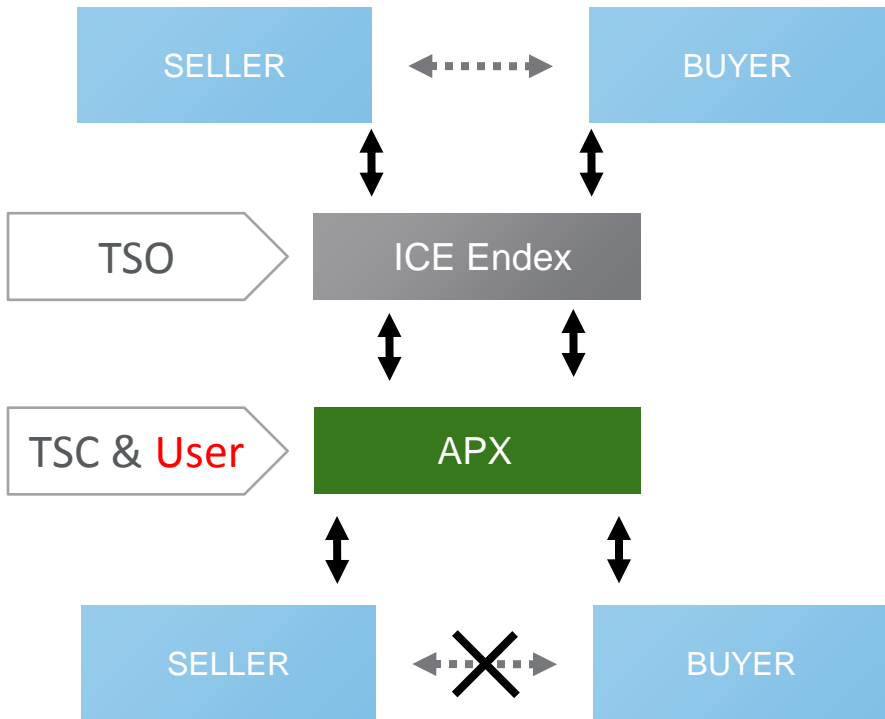 SELLER
BUYER
TSO
ICE Endex
TSC & User
APX
SELLER
BUYER